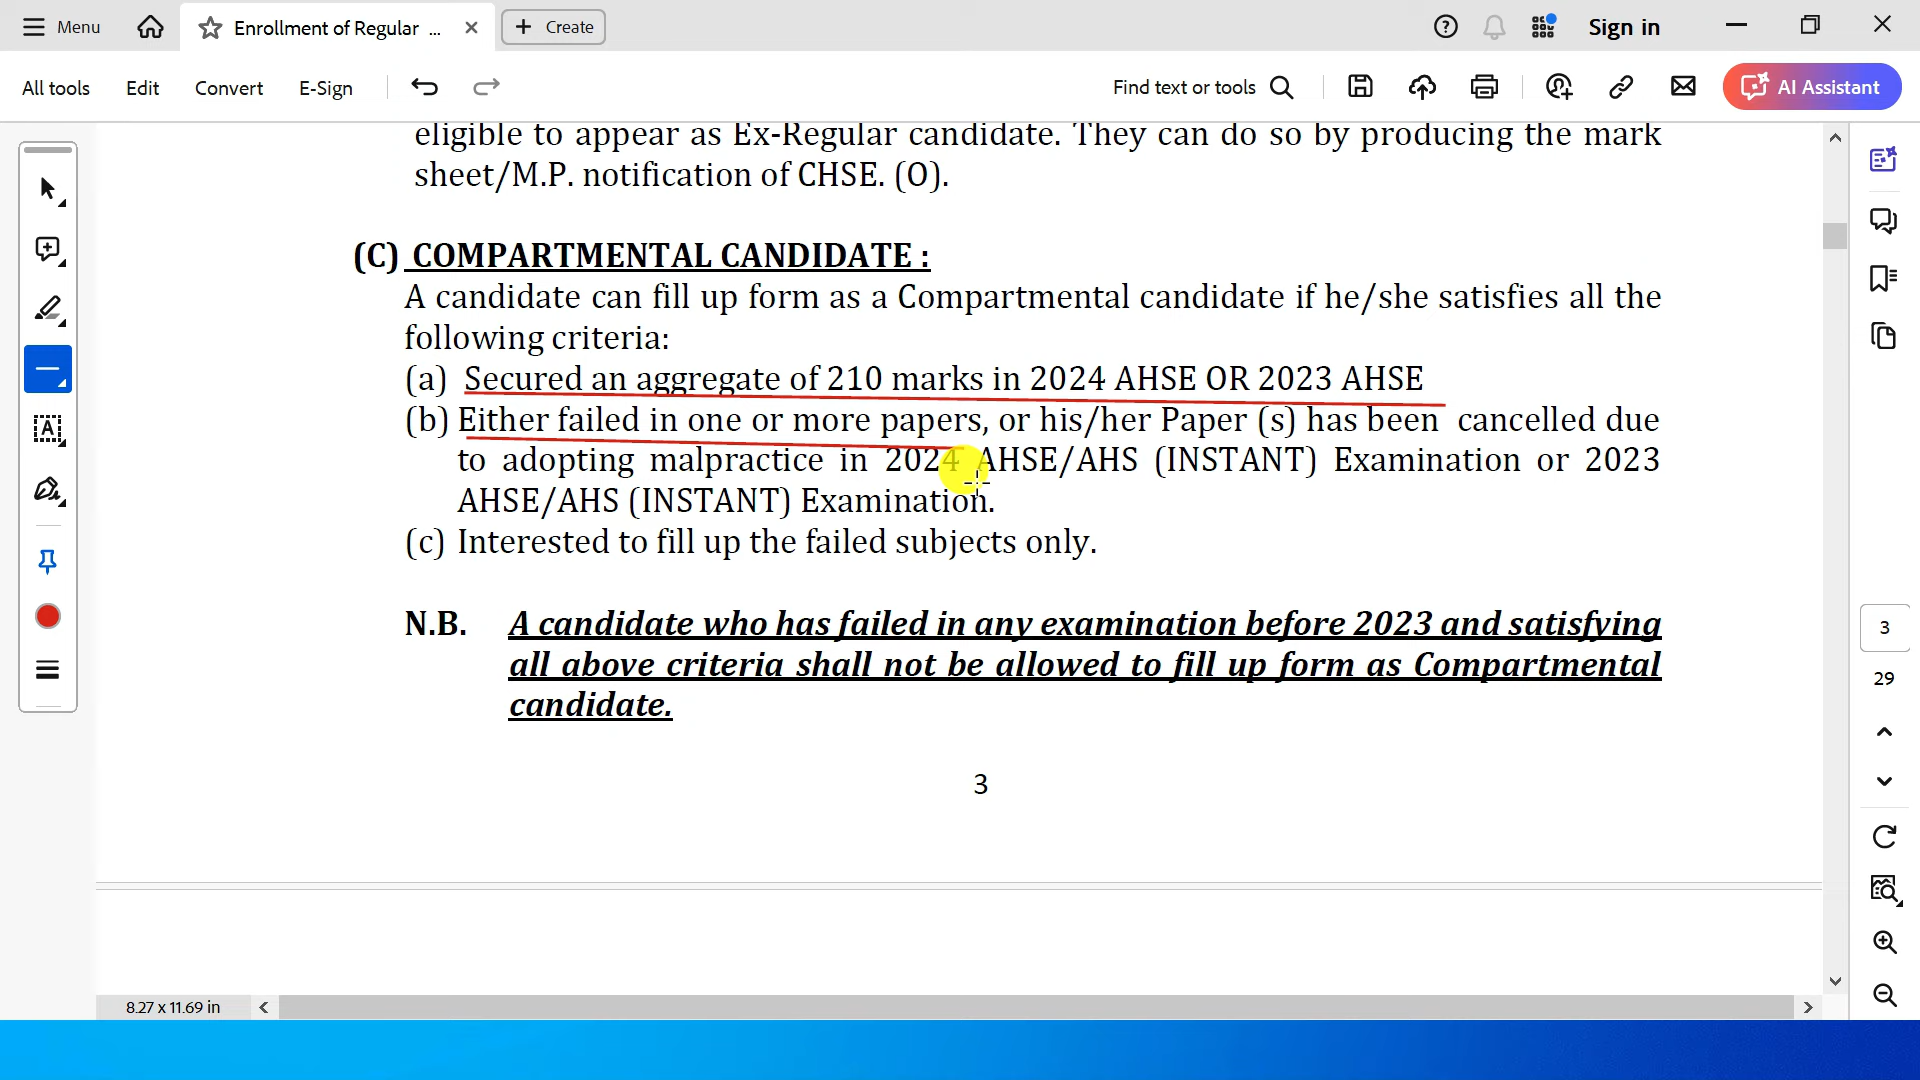 Menu
Enrollment of Regular ...
Create
Sign in
All tools
Edit
Convert
E-Sign
Find text or tools
AI Assistant
eligible to appear as Ex-Regular candidate. They can do so by producing the mark
sheet/M.P. notification of CHSE. (O).
(C) COMPARTMENTAL CANDIDATE :
A candidate can fill up form as a Compartmental candidate if he/she satisfies all the
following criteria:
(a) Secured an aggregate of 210 marks in 2024 AHSE OR 2023 AHSE
(b) Either failed in one or more papers, or his/her Paper (s) has been cancelled due
to adopting malpractice in 2024 AHSE/AHS (INSTANT) Examination or 2023
AHSE/AHS (INSTANT) Examination.
(c) Interested to fill up the failed subjects only.
N.B. A candidate who has failed in any examination before 2023 and satisfying
all above criteria shall not be allowed to fill up form as Compartmental
candidate.
3
3
29
8.27 x 11.69 in